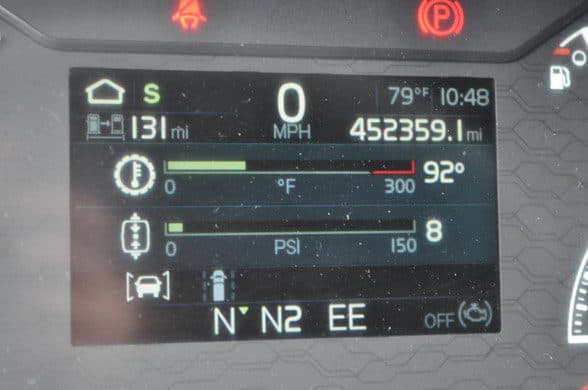 P
S 0 79°F 10:48
131 mi MPH 452359.1 mi
92°
0 °F 300
8
0 PSI 150
N N2 EE OFF